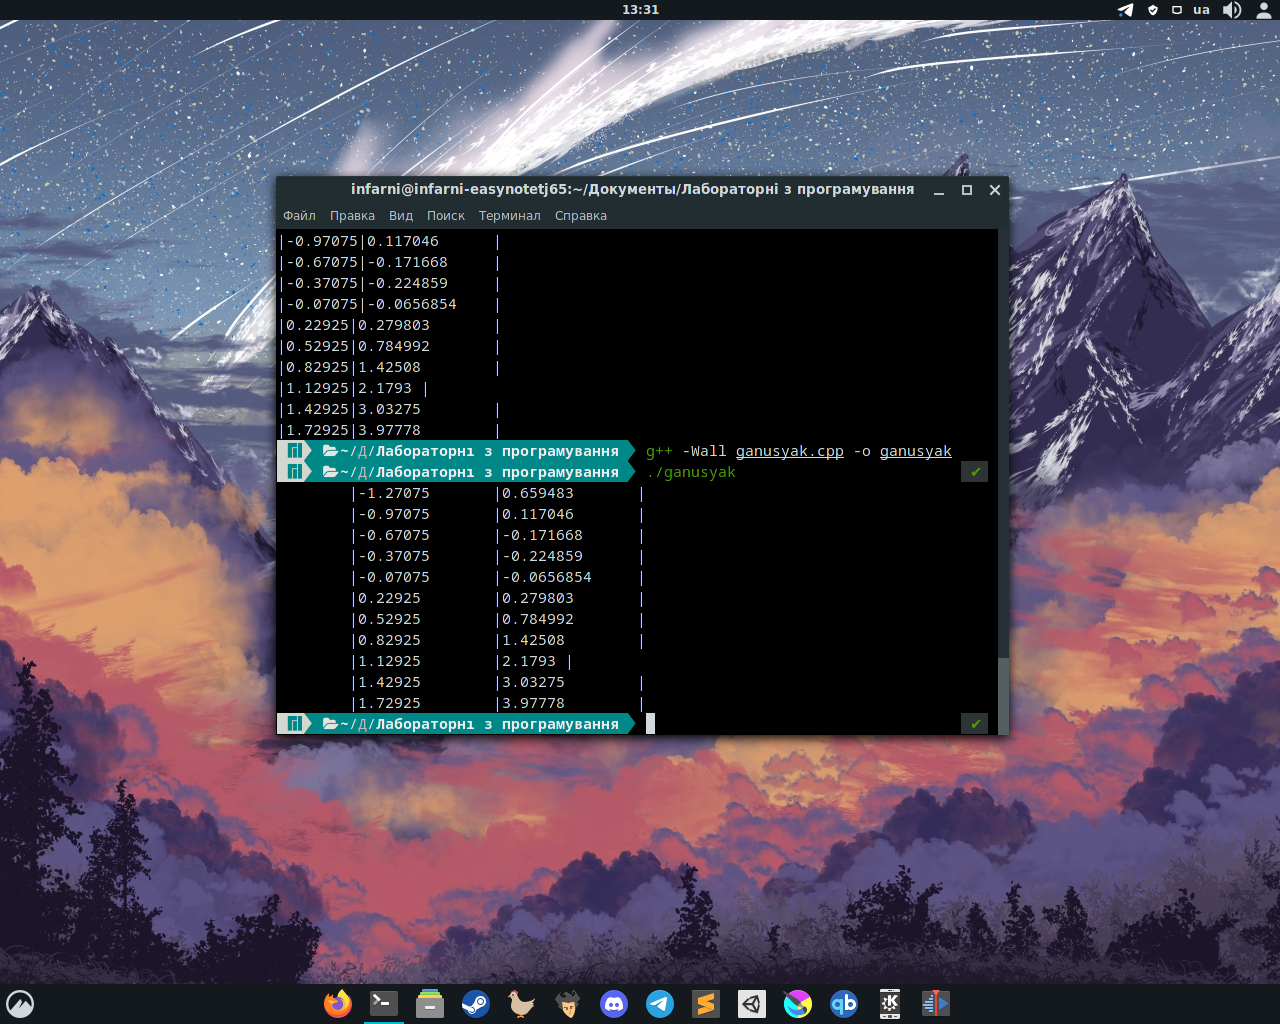 13:31
ua
infarni@infarni-easynotetj65:~/Документы/Лабораторні з програмування
Файл Правка Вид Поиск Терминал Справка
|-0.97075|0.117046 |
|-0.67075|-0.171668 |
|-0.37075|-0.224859 |
|-0.07075|-0.0656854 |
|0.22925|0.279803 |
|0.52925|0.784992 |
|0.82925|1.42508 |
|1.12925|2.1793 |
|1.42925|3.03275 |
|1.72925|3.97778 |
~/Д/Лабораторні з програмування g++ -Wall ganusyak.cpp -o ganusyak
~/Д/Лабораторні з програмування ./ganusyak ✔
|-1.27075 |0.659483 |
|-0.97075 |0.117046 |
|-0.67075 |-0.171668 |
|-0.37075 |-0.224859 |
|-0.07075 |-0.0656854 |
|0.22925 |0.279803 |
|0.52925 |0.784992 |
|0.82925 |1.42508 |
|1.12925 |2.1793 |
|1.42925 |3.03275 |
|1.72925 |3.97778 |
~/Д/Лабораторні з програмування ✔
qb